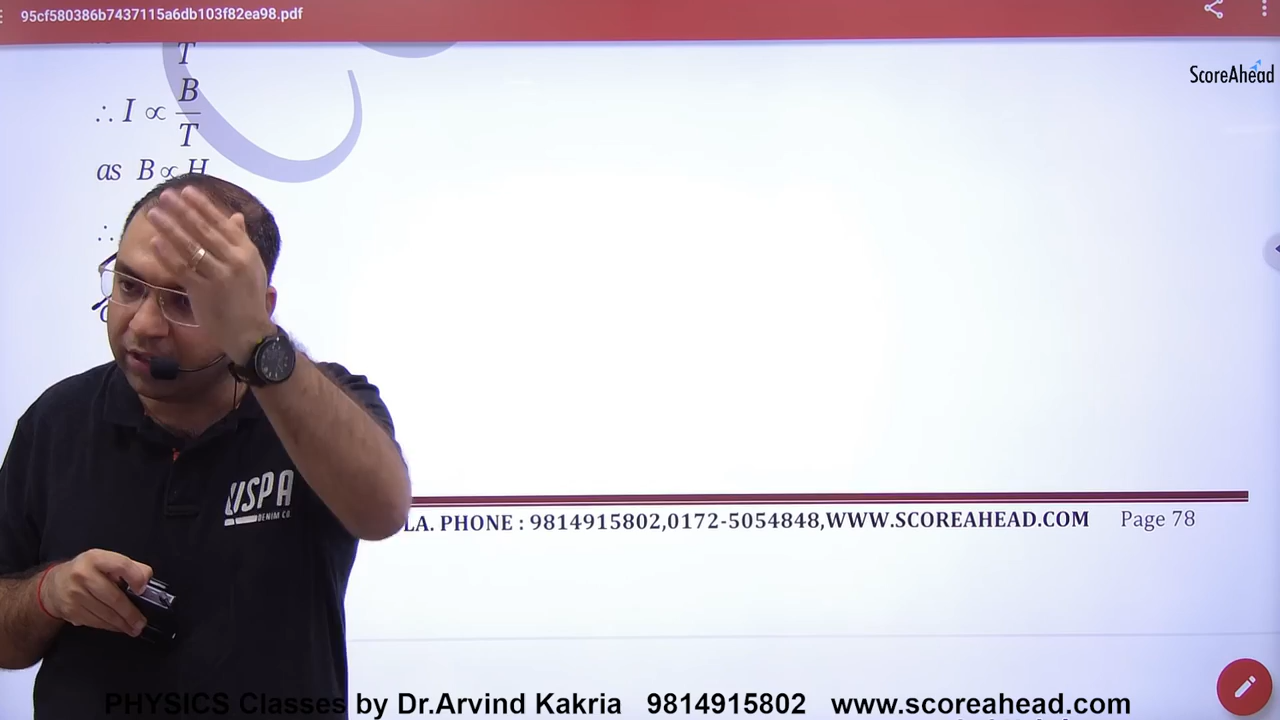 95cf580386b7437115a6db103f82ea98.pdf
ScoreAhead
T
∴ I ∝ B/T
as B ∝ H
∴
USPA
DENIM CO.
LA. PHONE : 9814915802,0172-5054848,WWW.SCOREAHEAD.COM Page 78
PHYSICS Classes by Dr.Arvind Kakria 9814915802 www.scoreahead.com